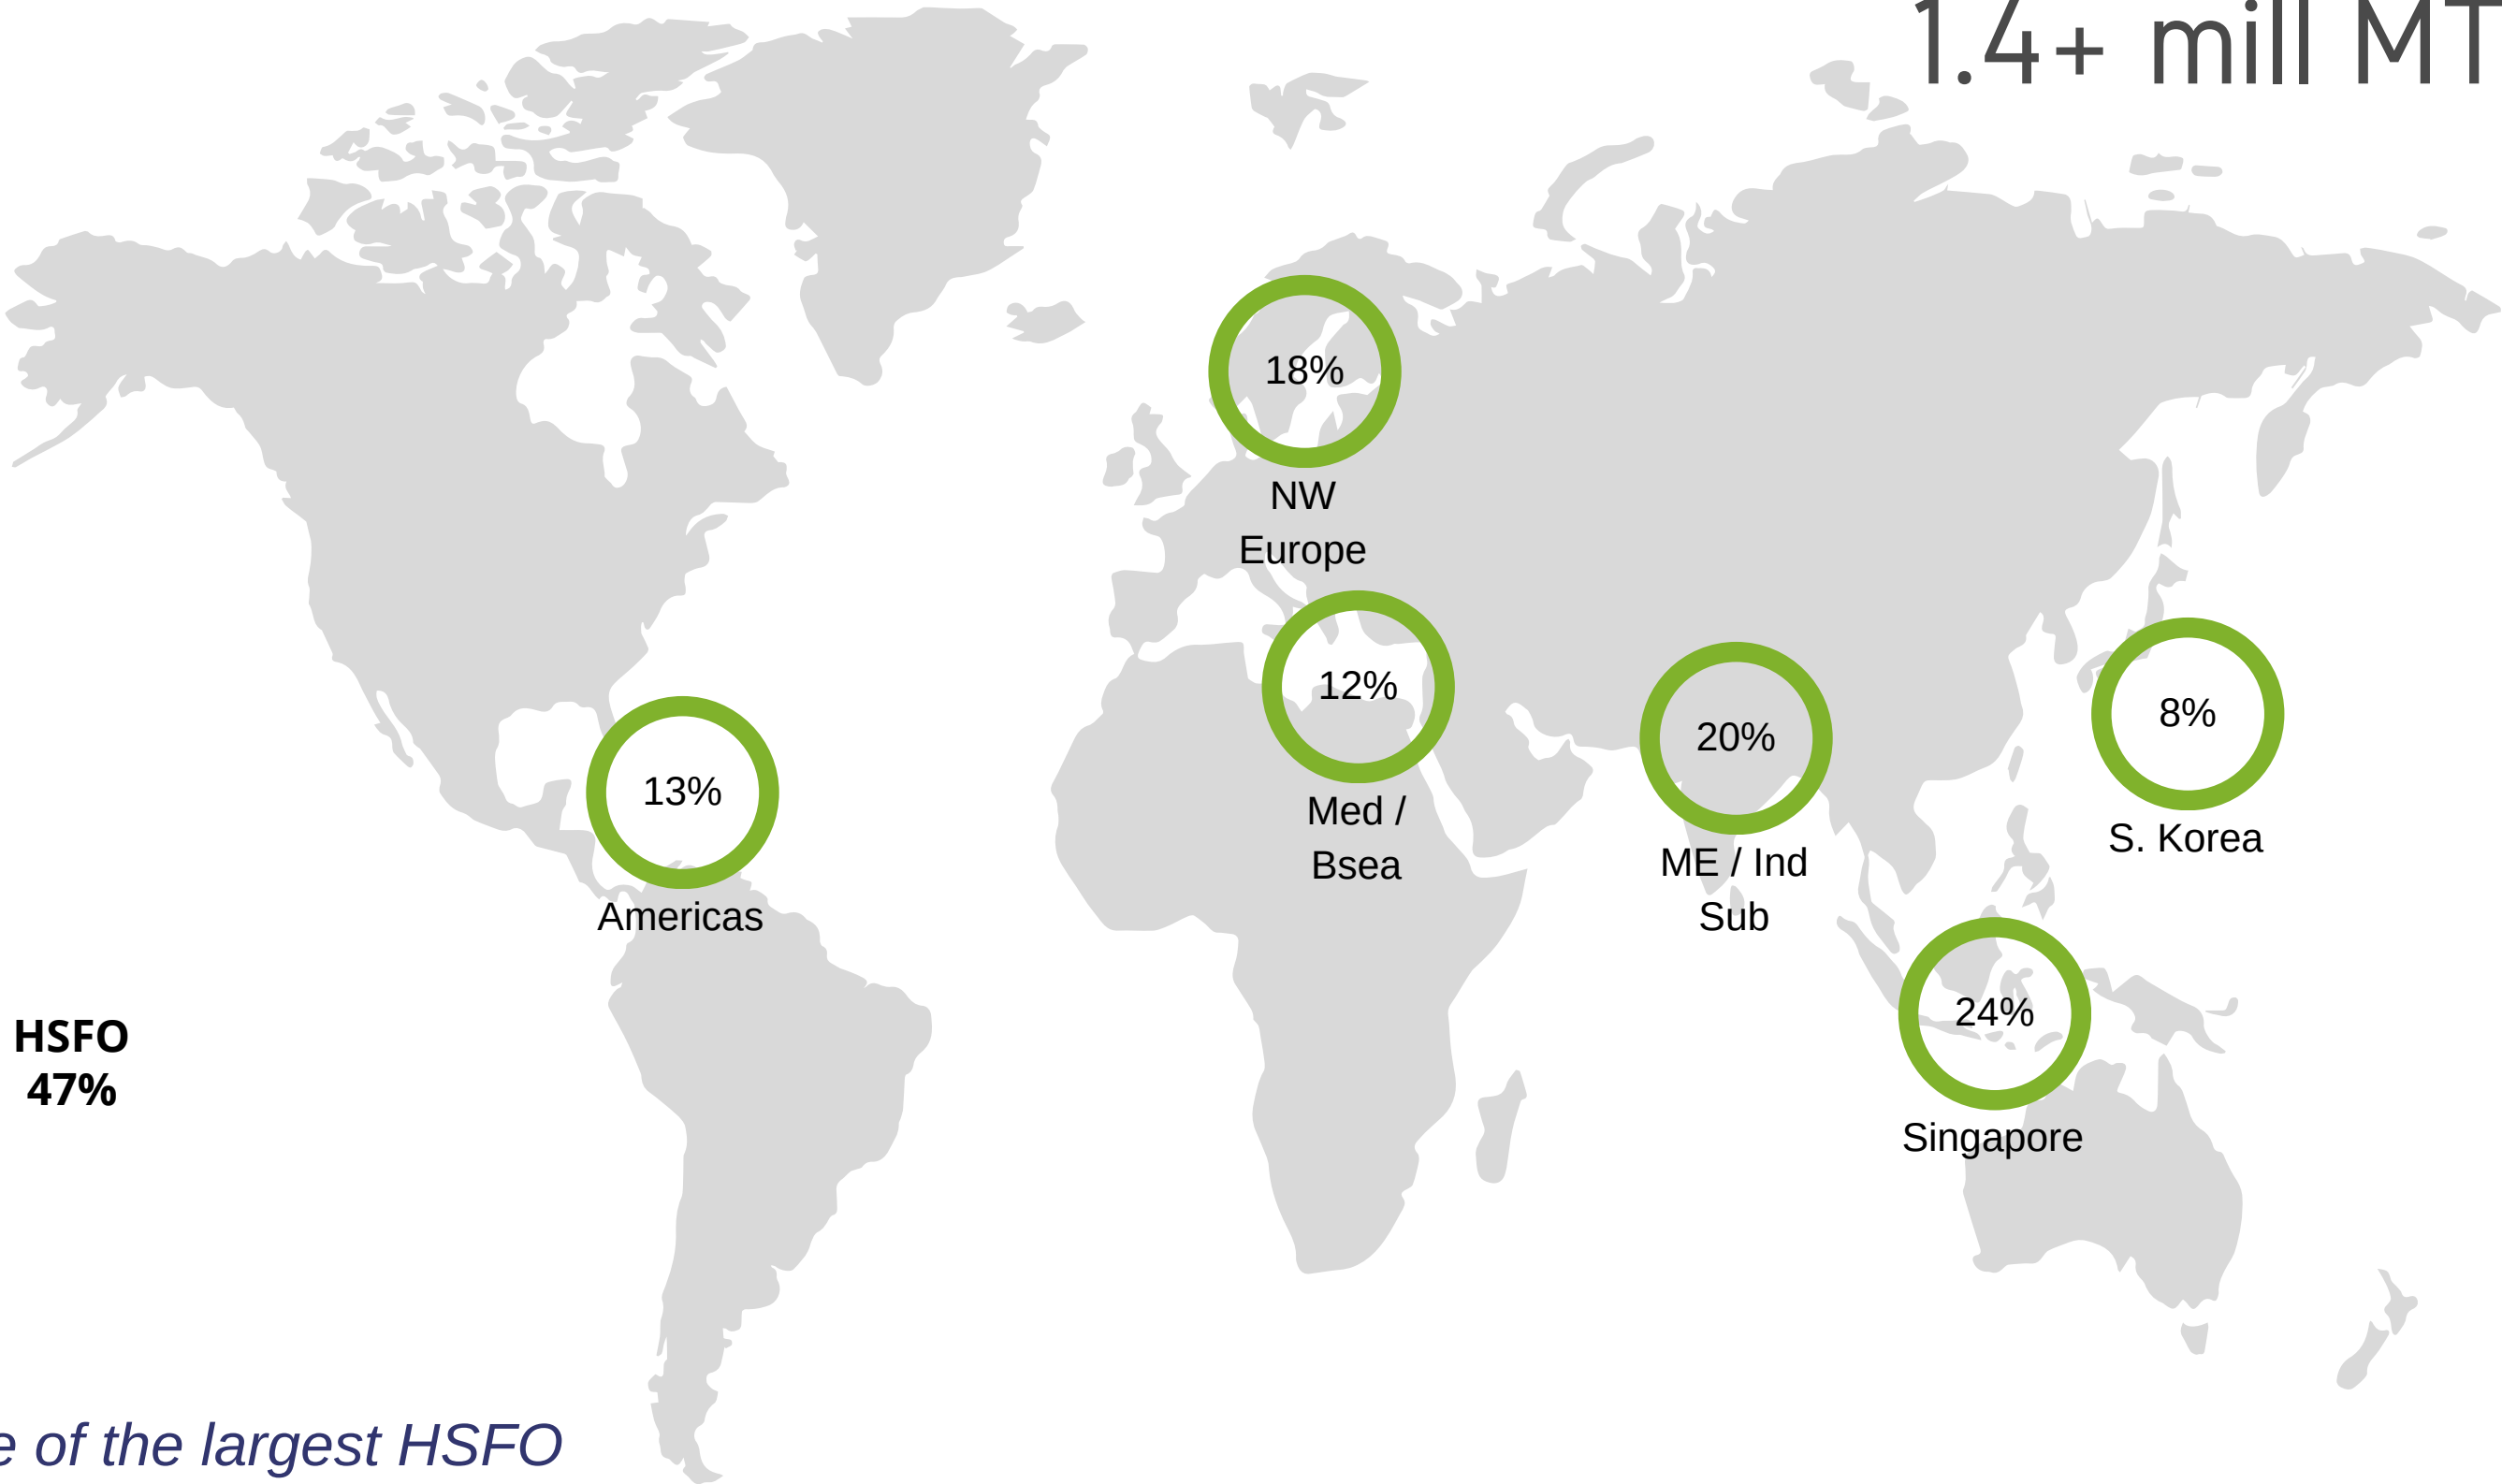 1.4+ mill MT
18%
NW
Europe
12%
Med /
Bsea
20%
ME / Ind
Sub
8%
S. Korea
13%
Americas
24%
Singapore
HSFO
47%
of the largest HSFO